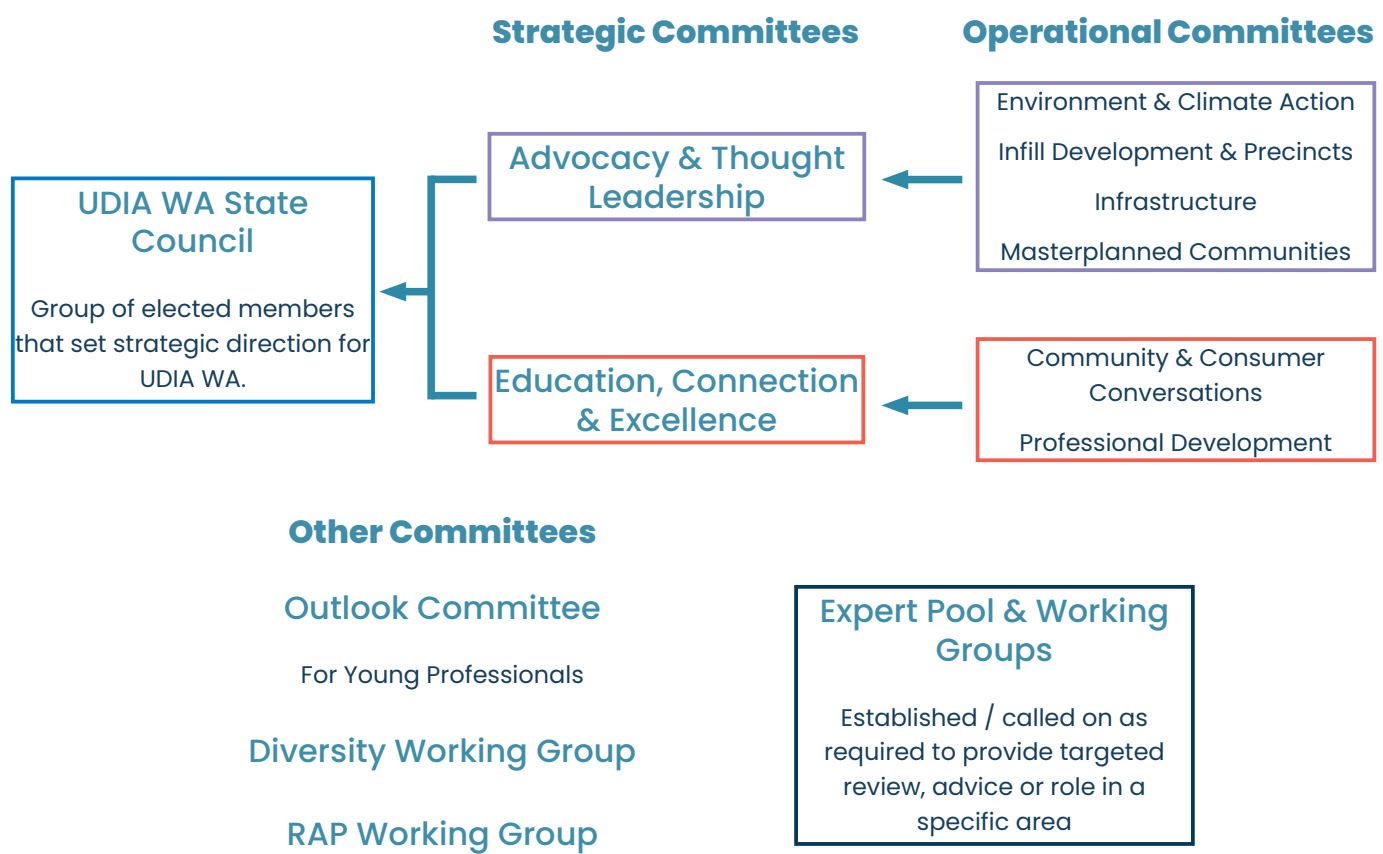 Strategic Committees
Operational Committees
UDIA WA State
Council
Group of elected members
that set strategic direction for
UDIA WA.
Advocacy & Thought
Leadership
Education, Connection
& Excellence
Environment & Climate Action
Infill Development & Precincts
Infrastructure
Masterplanned Communities
Community & Consumer
Conversations
Professional Development
Other Committees
Outlook Committee
For Young Professionals
Diversity Working Group
RAP Working Group
Expert Pool & Working
Groups
Established / called on as
required to provide targeted
review, advice or role in a
specific area